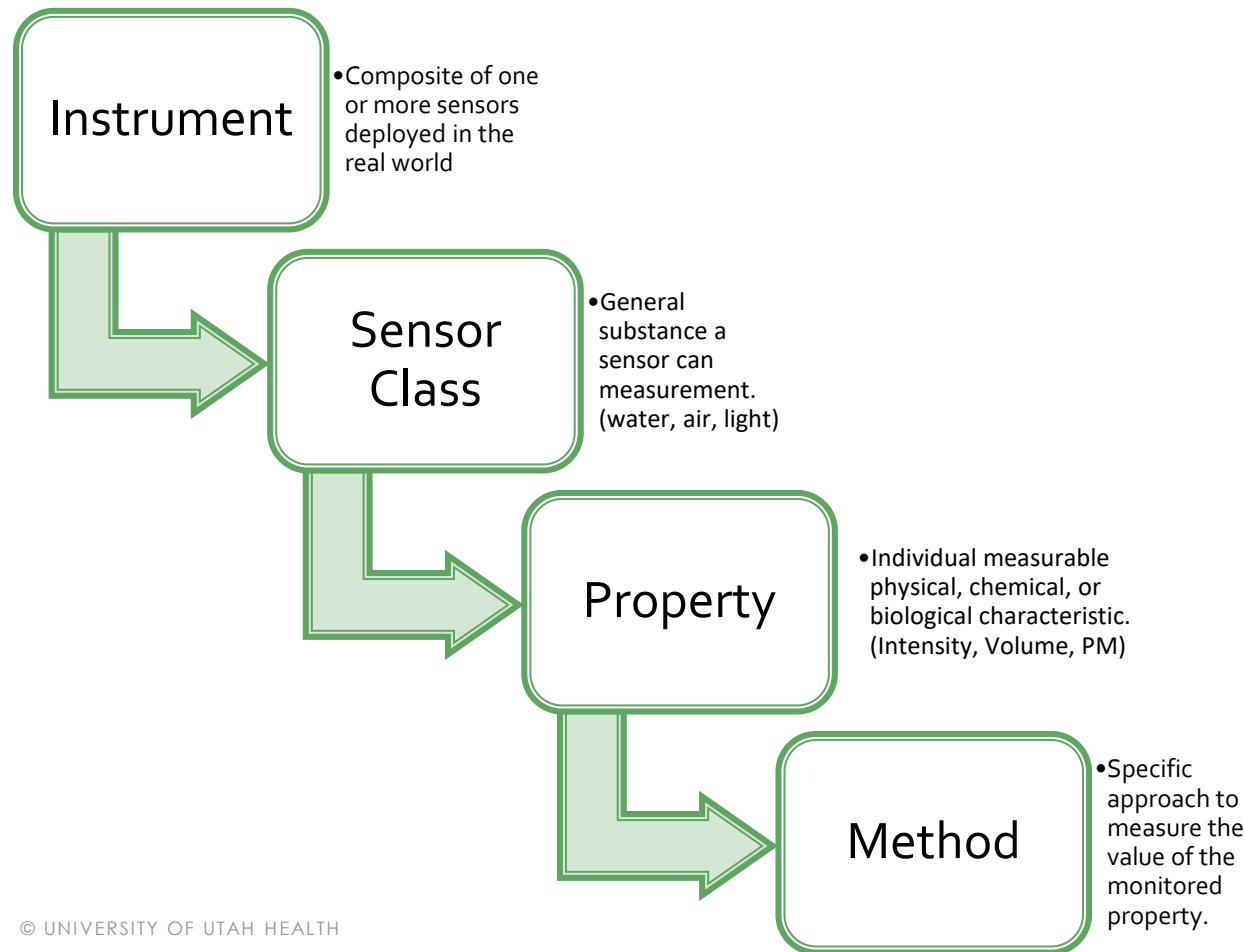 Instrument
•Composite of one
or more sensors
deployed in the
real world
Sensor
Class
•General
substance a
sensor can
measurement.
(water, air, light)
Property
•Individual measurable
physical, chemical, or
biological characteristic.
(Intensity, Volume, PM)
Method
•Specific
approach to
measure the
value of the
monitored
property.
© UNIVERSITY OF UTAH HEALTH